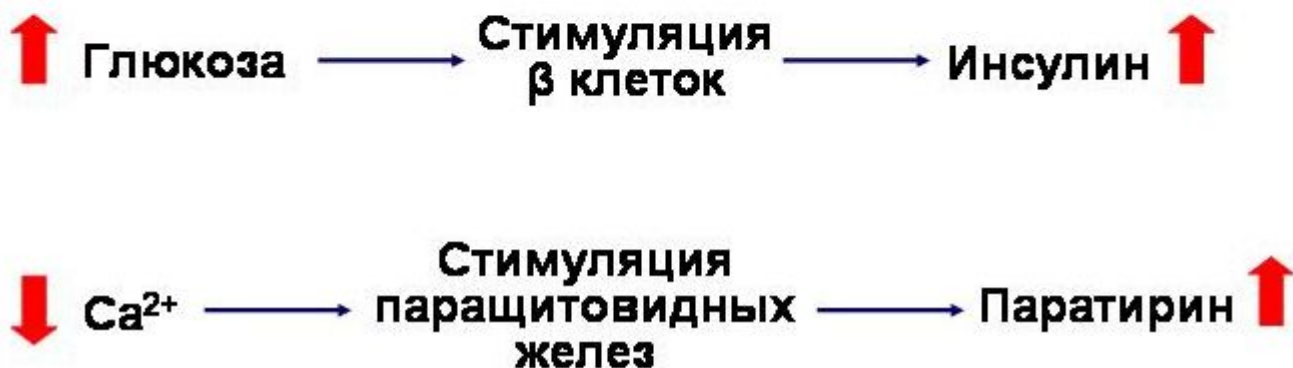 Глюкоза
Стимуляция
β клеток
Инсулин
Ca²⁺
Стимуляция
паращитовидных
желез
Паратирин